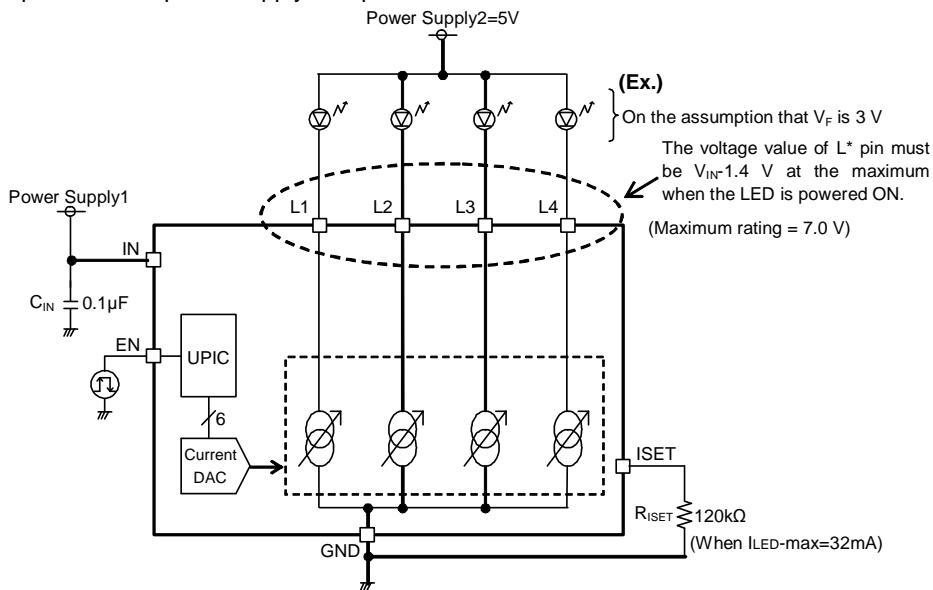 Power Supply2=5V
(Ex.)
On the assumption that VF is 3 V
The voltage value of L* pin must
be VIN-1.4 V at the maximum
when the LED is powered ON.
(Maximum rating = 7.0 V)
Power Supply1
L1
L2
L3
L4
IN
CIN
0.1µF
EN
UPIC
6
Current
DAC
ISET
RISET
120kΩ
(When ILED-max=32mA)
GND